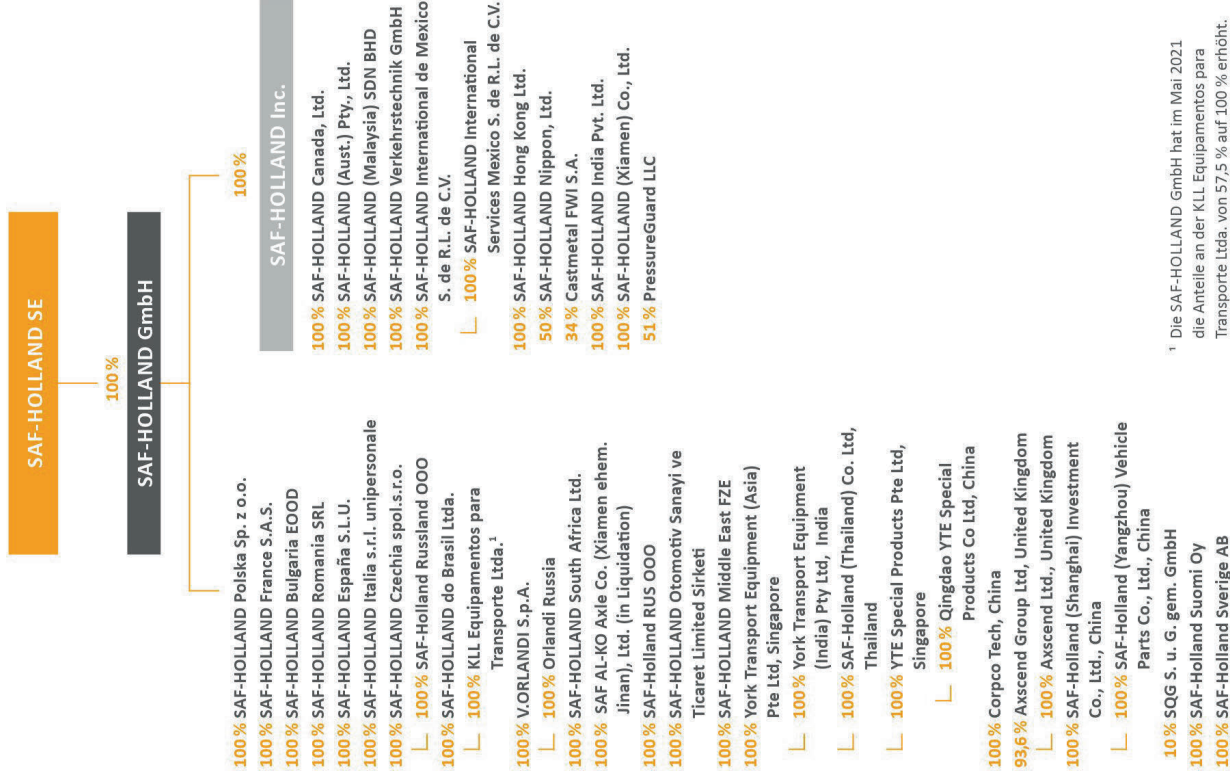 SAF-HOLLAND SE
100 %
SAF-HOLLAND GmbH
100 % SAF-HOLLAND Polska Sp. z o.o.
100 % SAF-HOLLAND France S.A.S.
100 % SAF-HOLLAND Bulgaria EOOD
100 % SAF-HOLLAND Romania SRL
100 % SAF-HOLLAND España S.L.U.
100 % SAF-HOLLAND Italia s.r.l. unipersonale
100 % SAF-HOLLAND Czechia spol.s.r.o.
100 % SAF-Holland Russland OOO
100 % SAF-HOLLAND do Brasil Ltda.
100 % KLL Equipamentos para
Transporte Ltda.¹
100 % V.ORLANDI S.p.A.
100 % Orlandi Russia
100 % SAF-HOLLAND South Africa Ltd.
100 % SAF AL-KO Axle Co. (Xiamen ehem.
Jinan), Ltd. (in Liquidation)
100 % SAF-Holland RUS OOO
100 % SAF-HOLLAND Otomotiv Sanayi ve
Ticaret Limited Sirketi
100 % SAF-HOLLAND Middle East FZE
100 % York Transport Equipment (Asia)
Pte Ltd, Singapore
100 % York Transport Equipment
(India) Pty Ltd, India
100 % SAF-Holland (Thailand) Co. Ltd,
Thailand
100 % YTE Special Products Pte Ltd,
Singapore
100 % Qingdao YTE Special
Products Co Ltd, China
100 % Corpco Tech, China
99,6 % Axscend Group Ltd, United Kingdom
100 % Axscend Ltd., United Kingdom
100 % SAF-Holland (Shanghai) Investment
Co., Ltd., China
100 % SAF-Holland (Yangzhou) Vehicle
Parts Co., Ltd., China
10 % SQG S. u. G. gem. GmbH
100 % SAF-Holland Suomi Oy
100 % SAF-Holland Sverige AB
100 %
SAF-HOLLAND Inc.
100 % SAF-HOLLAND Canada, Ltd.
100 % SAF-HOLLAND (Aust.) Pty., Ltd.
100 % SAF-HOLLAND (Malaysia) SDN BHD
100 % SAF-HOLLAND Verkehrstechnik GmbH
100 % SAF-HOLLAND International de Mexico
S. de R.L. de C.V.
100 % SAF-HOLLAND International
Services Mexico S. de R.L. de C.V.
100 % SAF-HOLLAND Hong Kong Ltd.
50 % SAF-HOLLAND Nippon, Ltd.
34 % Castmetal FWI S.A.
100 % SAF-HOLLAND India Pvt. Ltd.
100 % SAF-HOLLAND (Xiamen) Co., Ltd.
51 % PressureGuard LLC
¹ Die SAF-HOLLAND GmbH hat im Mai 2021
die Anteile an der KLL Equipamentos para
Transporte Ltda. von 57,5 % auf 100 % erhöht.